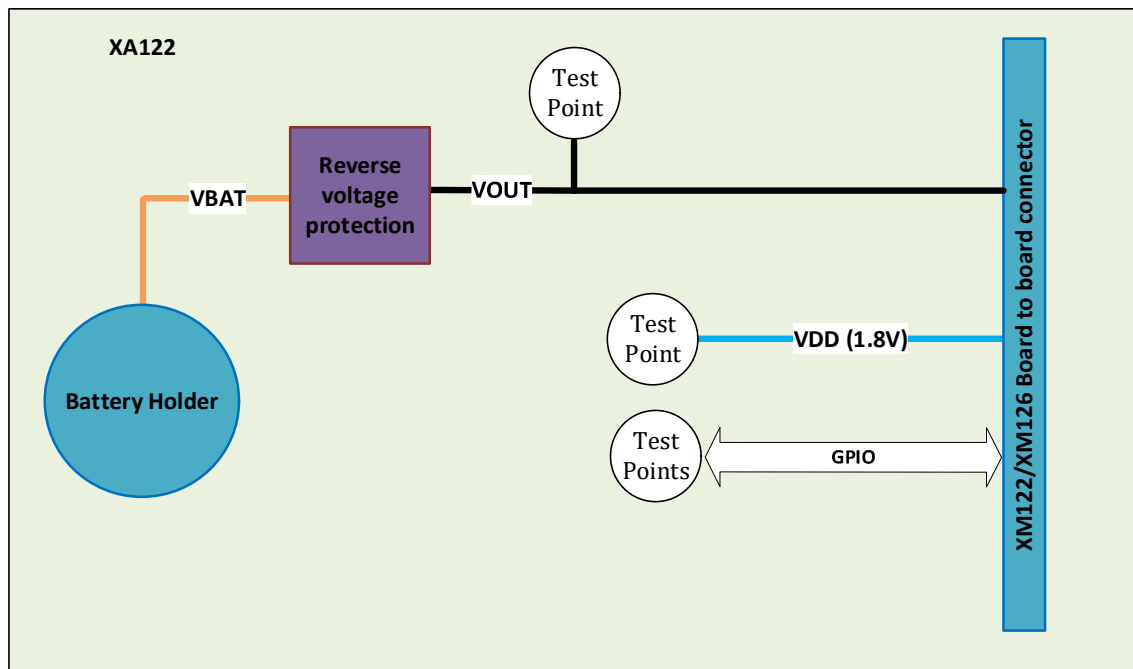 XA122
Test
Point
Reverse
voltage
protection
VBAT
VOUT
Test
Point
VDD (1.8V)
Battery Holder
Test
Points
GPIO
XM122/XM126 Board to board connector